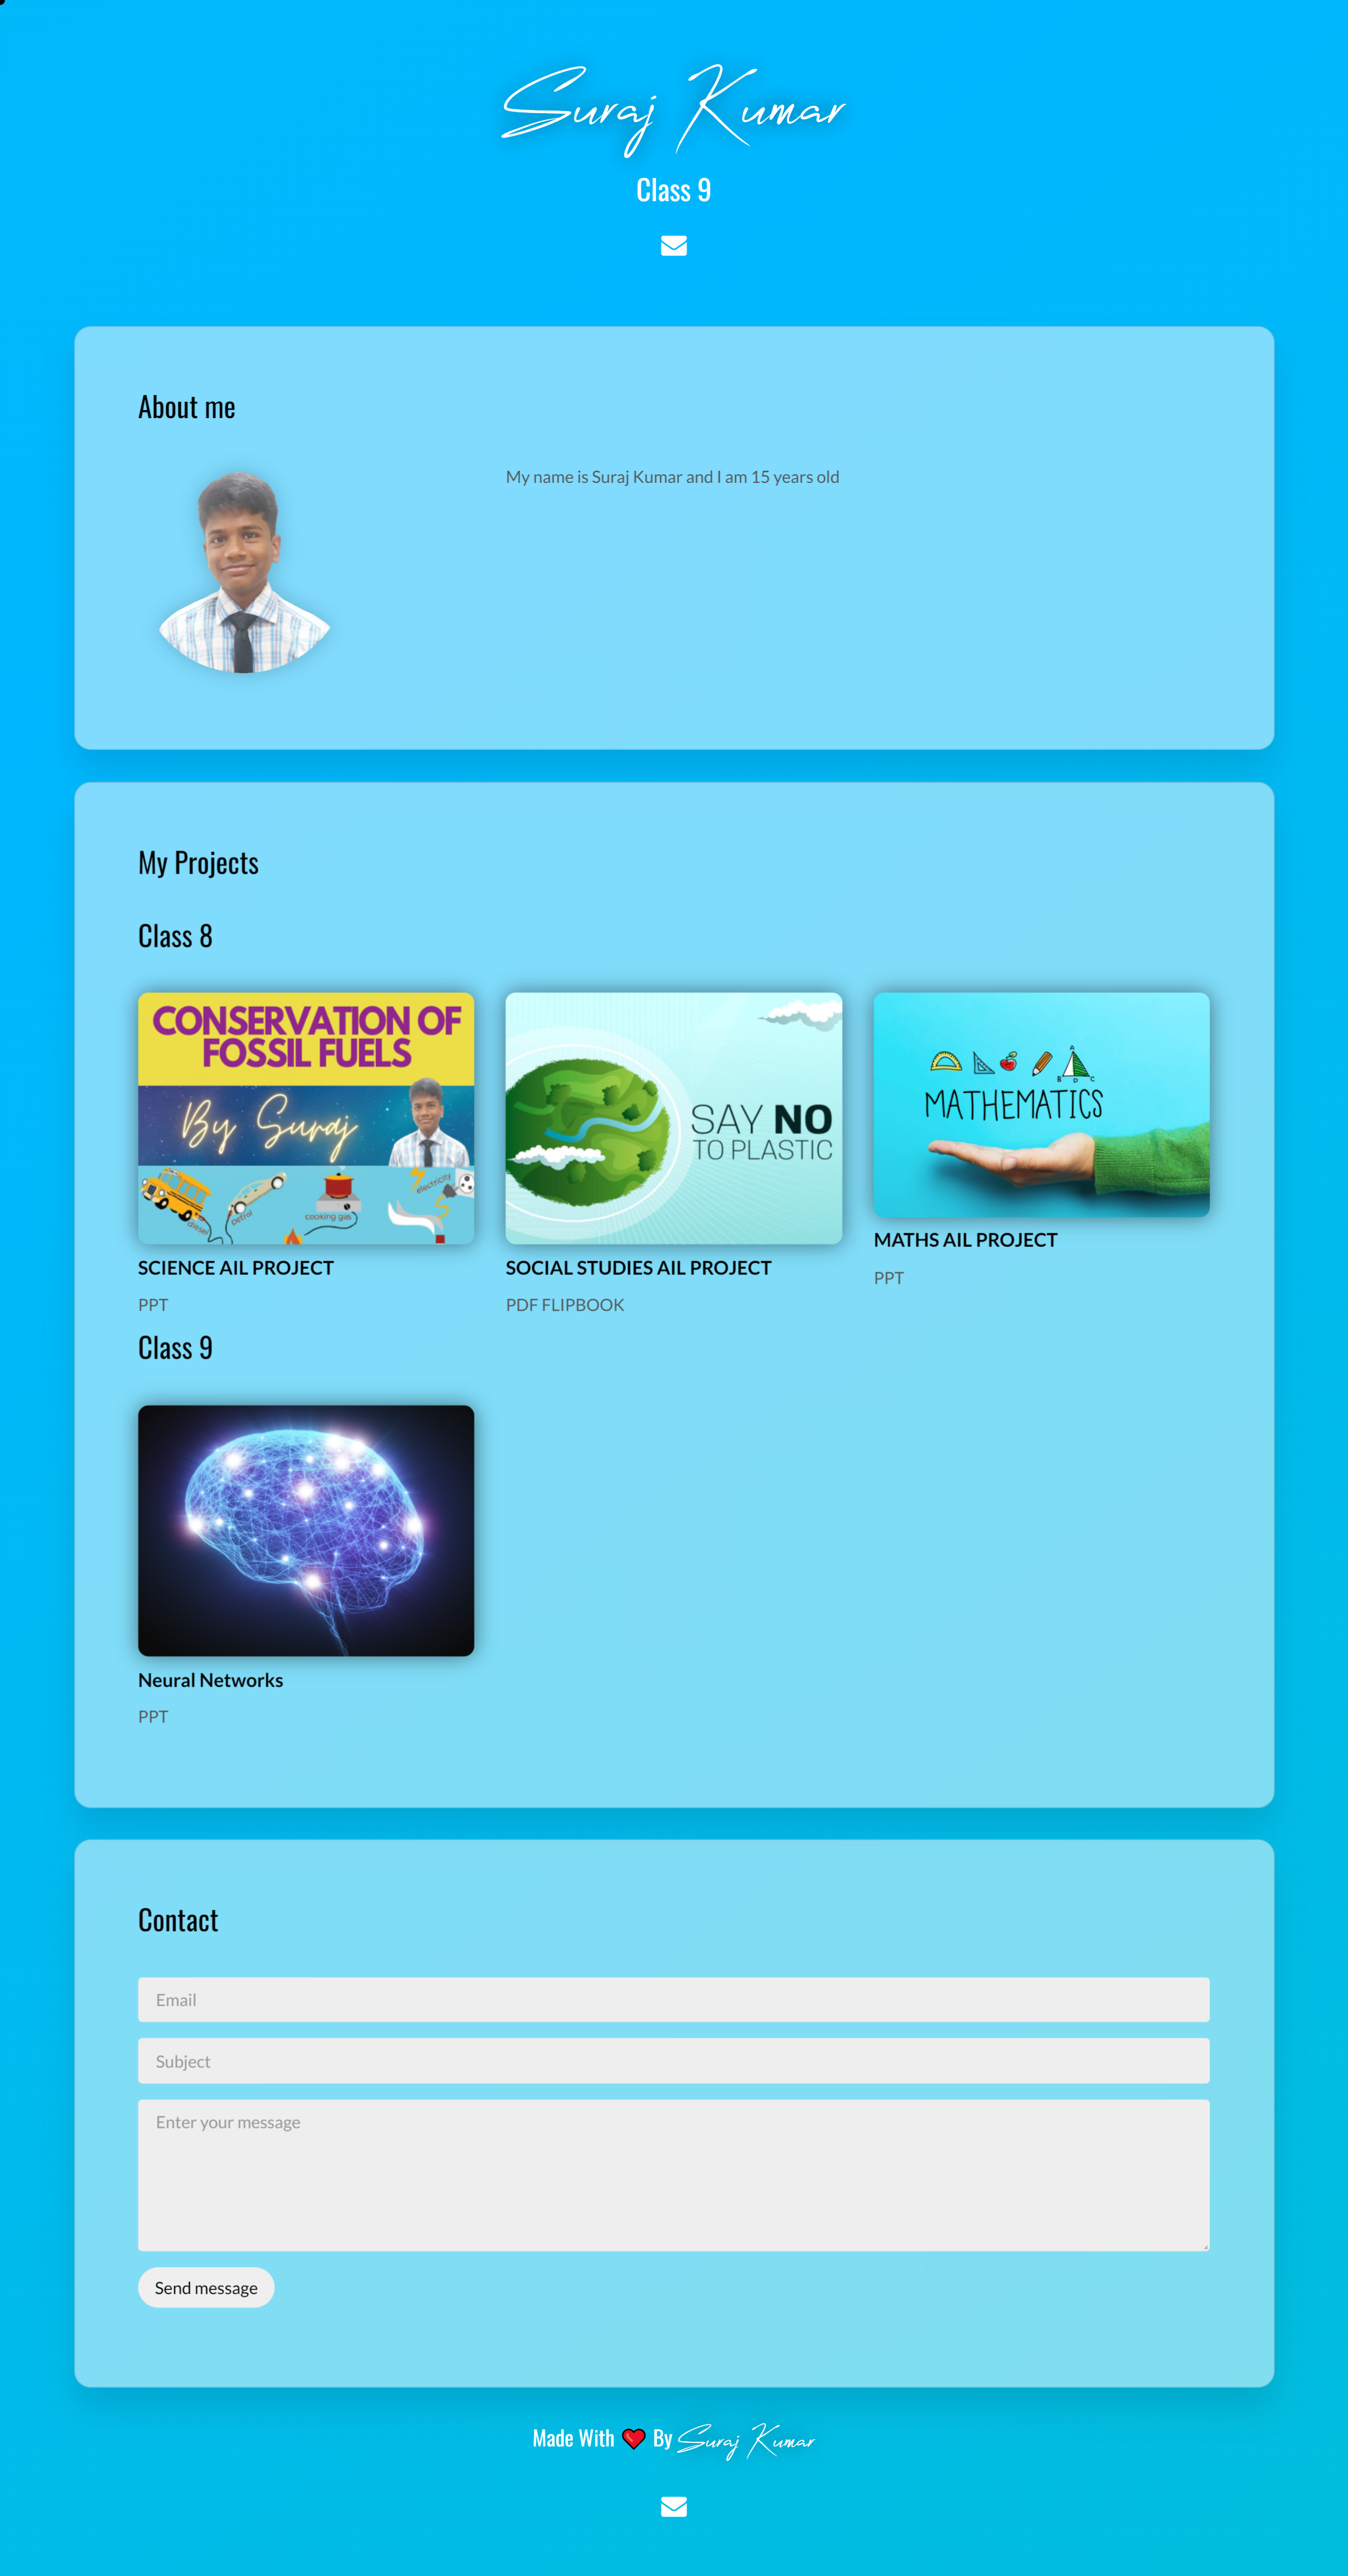 Suraj Kumar
Class 9
About me
My name is Suraj Kumar and I am 15 years old
My Projects
Class 8
CONSERVATION OF
FOSSIL FUELS
By Suraj
diesel
petrol
cooking gas
electricity
SCIENCE AIL PROJECT
PPT
SAY NO
TO PLASTIC
SOCIAL STUDIES AIL PROJECT
PDF FLIPBOOK
A
B D C
MATHEMATICS
MATHS AIL PROJECT
PPT
Class 9
Neural Networks
PPT
Contact
Email
Subject
Enter your message
Send message
Made With ❤ By Suraj Kumar